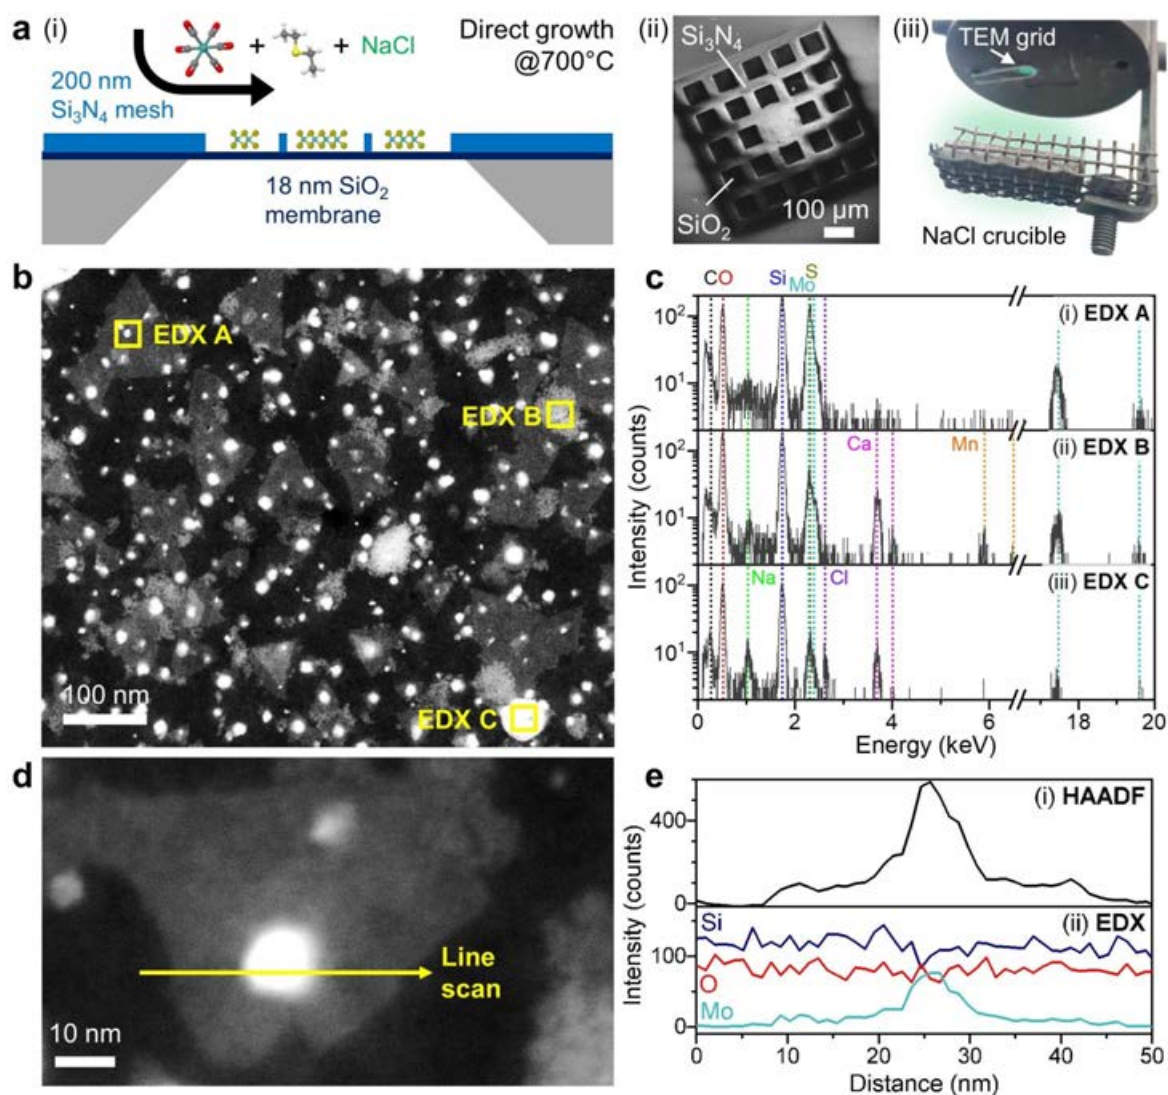 a (i)
+ + NaCl
Direct growth
@700°C
200 nm
Si₃N₄ mesh
18 nm SiO₂
membrane
(ii)
Si₃N₄
SiO₂
100 µm
(iii)
TEM grid
NaCl crucible
b
EDX A
EDX B
EDX C
100 nm
c
C O Si Mo S
(i) EDX A
10²
10¹
Ca Mn (ii) EDX B
10²
10¹
Na Cl (iii) EDX C
10²
10¹
Intensity (counts)
0 2 4 6 18 20
Energy (keV)
d
Line
scan
10 nm
e
(i) HAADF
400
0
Si (ii) EDX
100
O
Mo
0
Intensity (counts)
0 10 20 30 40 50
Distance (nm)